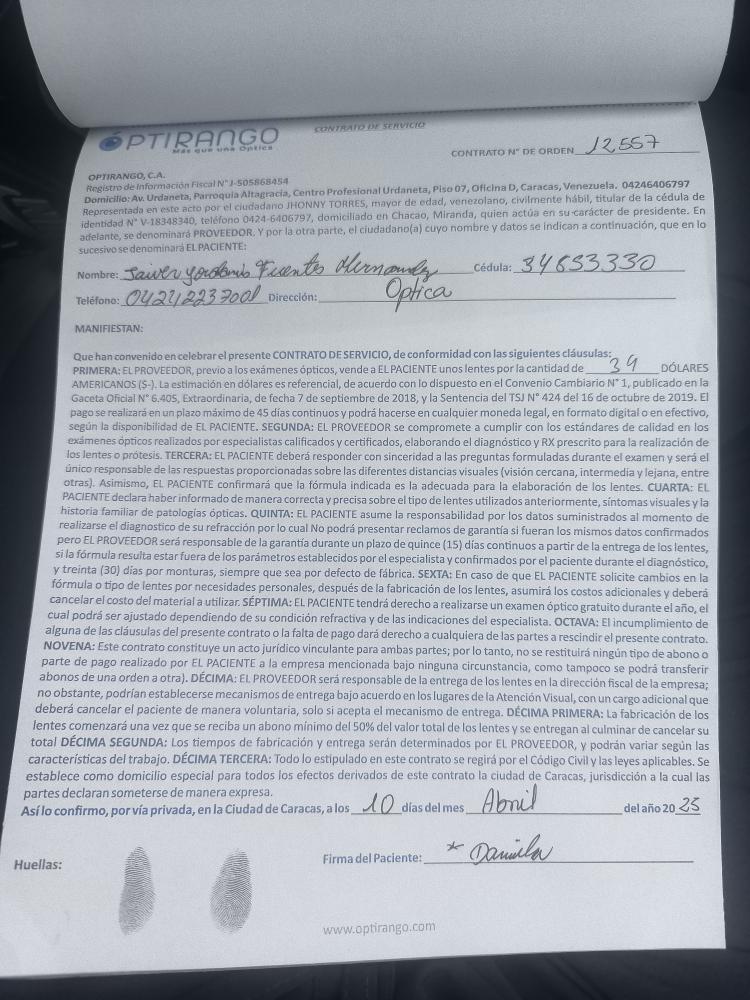 ÓPTIRANGO
Más que una Óptica
CONTRATO DE SERVICIO
CONTRATO N° DE ORDEN 12,557
OPTIRANGO, C.A.
Registro de Información Fiscal N° J-505868454
Domicilio: Av. Urdaneta, Parroquia Altagracia, Centro Profesional Urdaneta, Piso 07, Oficina D, Caracas, Venezuela. 04246406797
Representada en este acto por el ciudadano JHONNY TORRES, mayor de edad, venezolano, civilmente hábil, titular de la cédula de
identidad N° V-18348340, teléfono 0424-6406797, domiciliado en Chacao, Miranda, quien actúa en su carácter de presidente. En
adelante, se denominará PROVEEDOR. Y por la otra parte, el ciudadano(a) cuyo nombre y datos se indican a continuación, que en lo
sucesivo se denominará EL PACIENTE:
Nombre: Fuentes Hernandez Cédula: 34653330
Teléfono: Dirección: Optica
MANIFIESTAN:
Que han convenido en celebrar el presente CONTRATO DE SERVICIO, de conformidad con las siguientes cláusulas:
PRIMERA: EL PROVEEDOR, previo a los exámenes ópticos, vende a EL PACIENTE unos lentes por la cantidad de 39 DÓLARES
AMERICANOS ($-). La estimación en dólares es referencial, de acuerdo con lo dispuesto en el Convenio Cambiario N° 1, publicado en la
Gaceta Oficial N° 6.405, Extraordinaria, de fecha 7 de septiembre de 2018, y la Sentencia del TSJ N° 424 del 16 de octubre de 2019. El
pago se realizará en un plazo máximo de 45 días continuos y podrá hacerse en cualquier moneda legal, en formato digital o en efectivo,
según la disponibilidad de EL PACIENTE. SEGUNDA: EL PROVEEDOR se compromete a cumplir con los estándares de calidad en los
exámenes ópticos realizados por especialistas calificados y certificados, elaborando el diagnóstico y RX prescrito para la realización de
los lentes o prótesis. TERCERA: EL PACIENTE deberá responder con sinceridad a las preguntas formuladas durante el examen y será el
único responsable de las respuestas proporcionadas sobre las diferentes distancias visuales (visión cercana, intermedia y lejana, entre
otras). Asimismo, EL PACIENTE confirmará que la fórmula indicada es la adecuada para la elaboración de los lentes. CUARTA: EL
PACIENTE declara haber informado de manera correcta y precisa sobre el tipo de lentes utilizados anteriormente, síntomas visuales y la
historia familiar de patologías ópticas. QUINTA: EL PACIENTE asume la responsabilidad por los datos suministrados al momento de
realizarse el diagnostico de su refracción por lo cual No podrá presentar reclamos de garantía si fueran los mismos datos confirmados
pero EL PROVEEDOR será responsable de la garantía durante un plazo de quince (15) días continuos a partir de la entrega de los lentes,
si la fórmula resulta estar fuera de los parámetros establecidos por el especialista y confirmados por el paciente durante el diagnóstico,
y treinta (30) días por monturas, siempre que sea por defecto de fábrica. SEXTA: En caso de que EL PACIENTE solicite cambios en la
fórmula o tipo de lentes por necesidades personales, después de la fabricación de los lentes, asumirá los costos adicionales y deberá
cancelar el costo del material a utilizar. SÉPTIMA: EL PACIENTE tendrá derecho a realizarse un examen óptico gratuito durante el año, el
cual podrá ser ajustado dependiendo de su condición refractiva y de las indicaciones del especialista. OCTAVA: El incumplimiento de
alguna de las cláusulas del presente contrato o la falta de pago dará derecho a cualquiera de las partes a rescindir el presente contrato.
NOVENA: Este contrato constituye un acto jurídico vinculante para ambas partes; por lo tanto, no se restituirá ningún tipo de abono o
parte de pago realizado por EL PACIENTE a la empresa mencionada bajo ninguna circunstancia, como tampoco se podrá transferir
abonos de una orden a otra). DÉCIMA: EL PROVEEDOR será responsable de la entrega de los lentes en la dirección fiscal de la empresa;
no obstante, podrían establecerse mecanismos de entrega bajo acuerdo en los lugares de la Atención Visual, con un cargo adicional que
deberá cancelar el paciente de manera voluntaria, solo si acepta el mecanismo de entrega. DÉCIMA PRIMERA: La fabricación de los
lentes comenzará una vez que se reciba un abono mínimo del 50% del valor total de los lentes y se entregan al culminar de cancelar su
total DÉCIMA SEGUNDA: Los tiempos de fabricación y entrega serán determinados por EL PROVEEDOR, y podrán variar según las
características del trabajo. DÉCIMA TERCERA: Todo lo estipulado en este contrato se regirá por el Código Civil y las leyes aplicables. Se
establece como domicilio especial para todos los efectos derivados de este contrato la ciudad de Caracas, jurisdicción a la cual las
partes declaran someterse de manera expresa.
Así lo confirmo, por vía privada, en la Ciudad de Caracas, a los 10 días del mes Abril del año 2025
Huellas:
Firma del Paciente: * Daniela
www.optirango.com